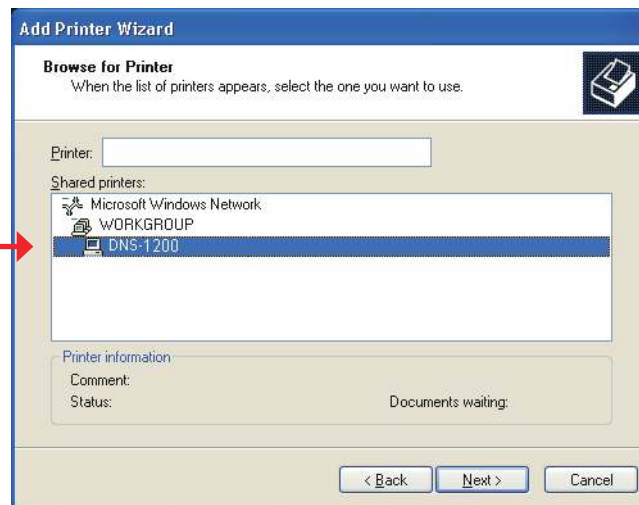 Add Printer Wizard
Browse for Printer
When the list of printers appears, select the one you want to use.
Printer:
Shared printers:
Microsoft Windows Network
WORKGROUP
DNS-1200
Printer information
Comment:
Status: Documents waiting:
< Back Next > Cancel